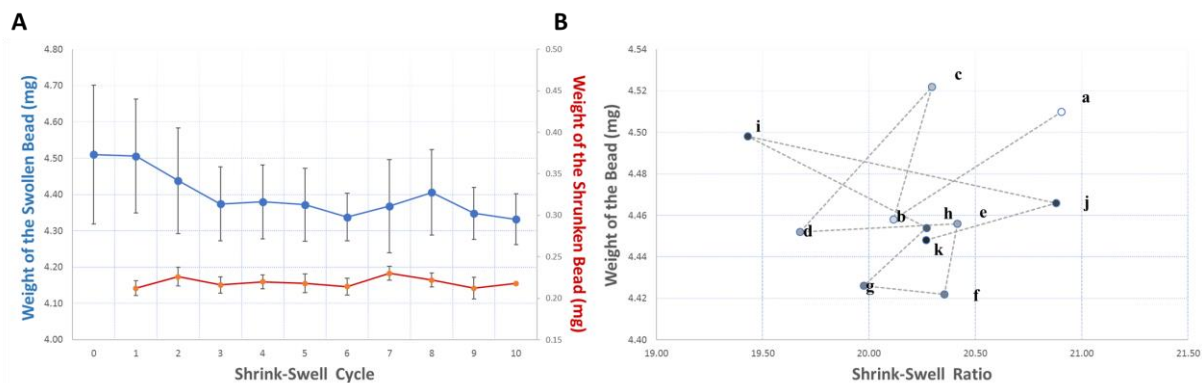 A
B
Weight of the Swollen Bead (mg)
4.80
4.70
4.60
4.50
4.40
4.30
4.20
4.10
4.00
0.50
0.45
0.40
0.35
0.30
0.25
0.20
0.15
Weight of the Shrunken Bead (mg)
0 1 2 3 4 5 6 7 8 9 10
Shrink-Swell Cycle
Weight of the Bead (mg)
4.54
4.52
4.50
4.48
4.46
4.44
4.42
4.40
c
a
i
j
b
h
e
d
k
g
f
19.00 19.50 20.00 20.50 21.00 21.50
Shrink-Swell Ratio